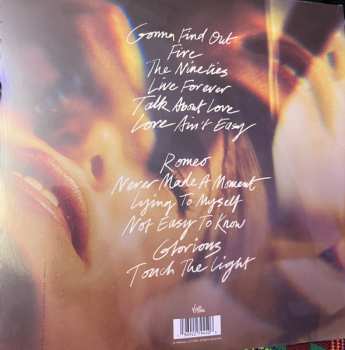 Gonna Find Out
Fire
The Nineties
Live Forever
Talk About Love
Love Ain't Easy
Romeo
Never Made A Moment
Lying To Myself
Not Easy To Know
Glorious
Touch The Light